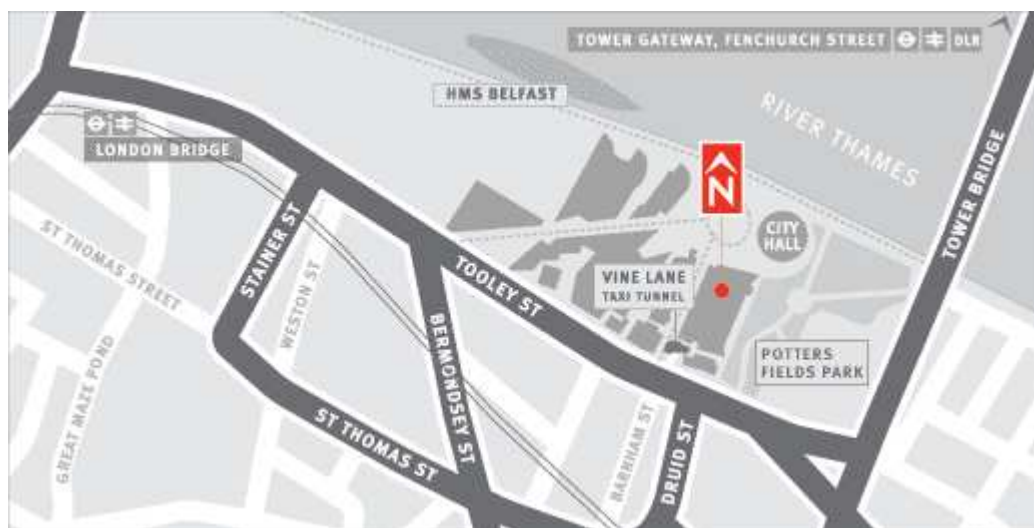 TOWER GATEWAY, FENCHURCH STREET DLR
HMS BELFAST
RIVER THAMES
LONDON BRIDGE
N
CITY
HALL
TOWER BRIDGE
ST THOMAS STREET
STAINER ST
WESTON ST
TOOLEY ST
VINE LANE
TAXI TUNNEL
BERMONDSEY ST
POTTERS
FIELDS PARK
GREAT MAZE POND
ST THOMAS ST
BARNHAM ST
DRUID ST